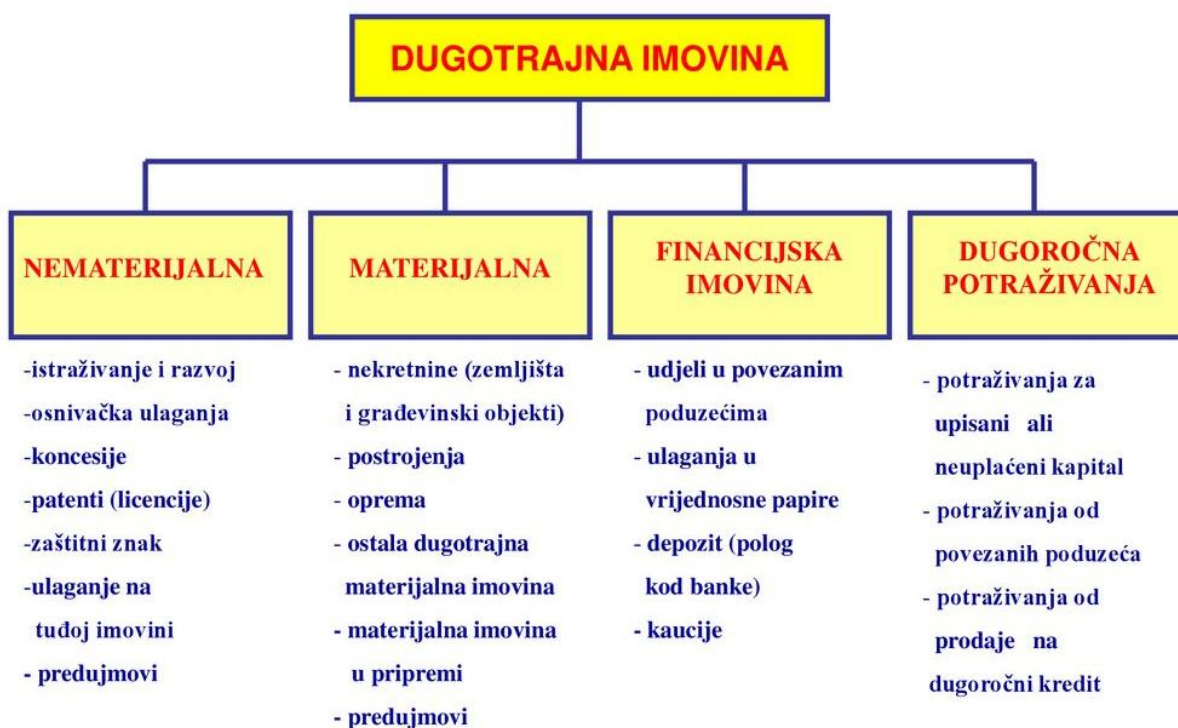 DUGOTRAJNA IMOVINA
NEMATERIJALNA
-istraživanje i razvoj
-osnivačka ulaganja
-koncesije
-patenti (licencije)
-zaštitni znak
-ulaganje na
tuđoj imovini
- predujmovi
MATERIJALNA
- nekretnine (zemljišta
i građevinski objekti)
- postrojenja
- oprema
- ostala dugotrajna
materijalna imovina
- materijalna imovina
u pripremi
- predujmovi
FINANCIJSKA
IMOVINA
- udjeli u povezanim
poduzećima
- ulaganja u
vrijednosne papire
- depozit (polog
kod banke)
- kaucije
DUGOROČNA
POTRAŽIVANJA
- potraživanja za
upisani ali
neuplaćeni kapital
- potraživanja od
povezanih poduzeća
- potraživanja od
prodaje na
dugoročni kredit